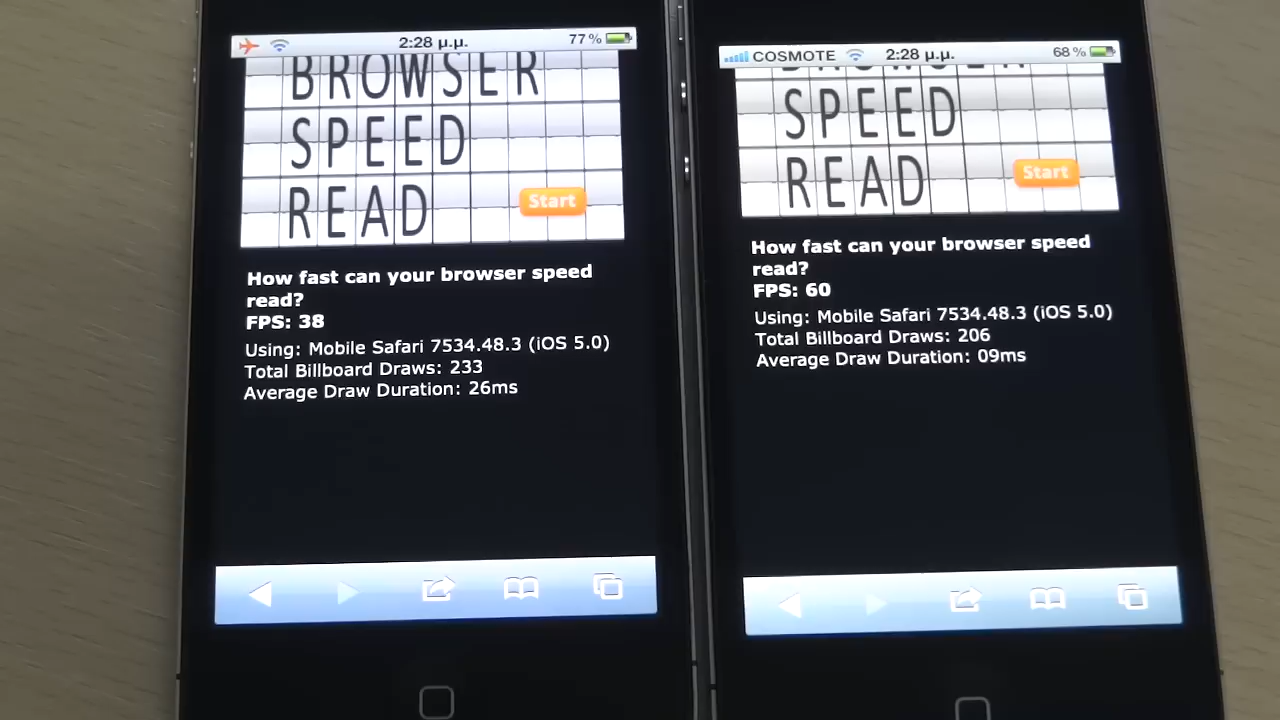 2:28 μ.μ.
77%
BROWSER
SPEED
READ
Start
How fast can your browser speed
read?
FPS: 38
Using: Mobile Safari 7534.48.3 (iOS 5.0)
Total Billboard Draws: 233
Average Draw Duration: 26ms
COSMOTE
2:28 μ.μ.
68%
BROWSER
SPEED
READ
Start
How fast can your browser speed
read?
FPS: 60
Using: Mobile Safari 7534.48.3 (iOS 5.0)
Total Billboard Draws: 206
Average Draw Duration: 09ms